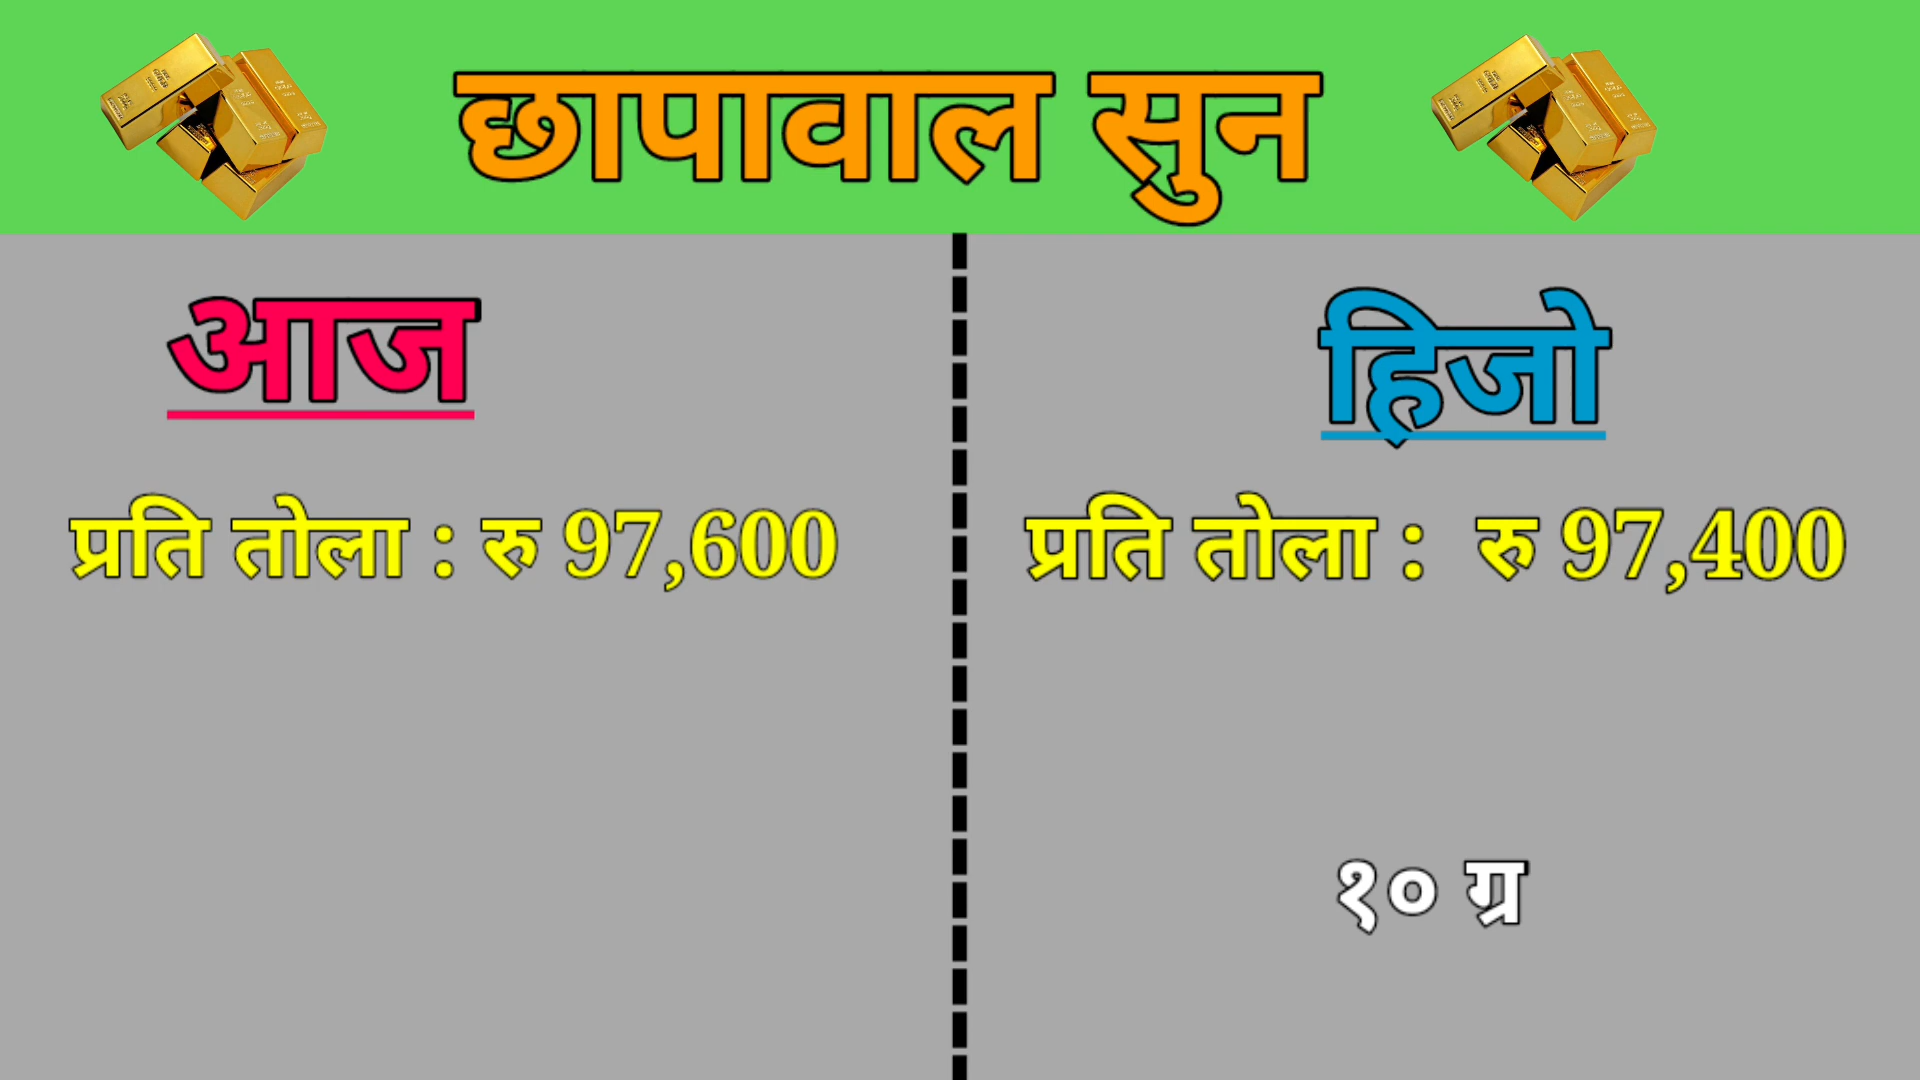 छापावाल सुन
आज
प्रति तोला : रु 97,600
हिजो
प्रति तोला : रु 97,400
१० ग्र